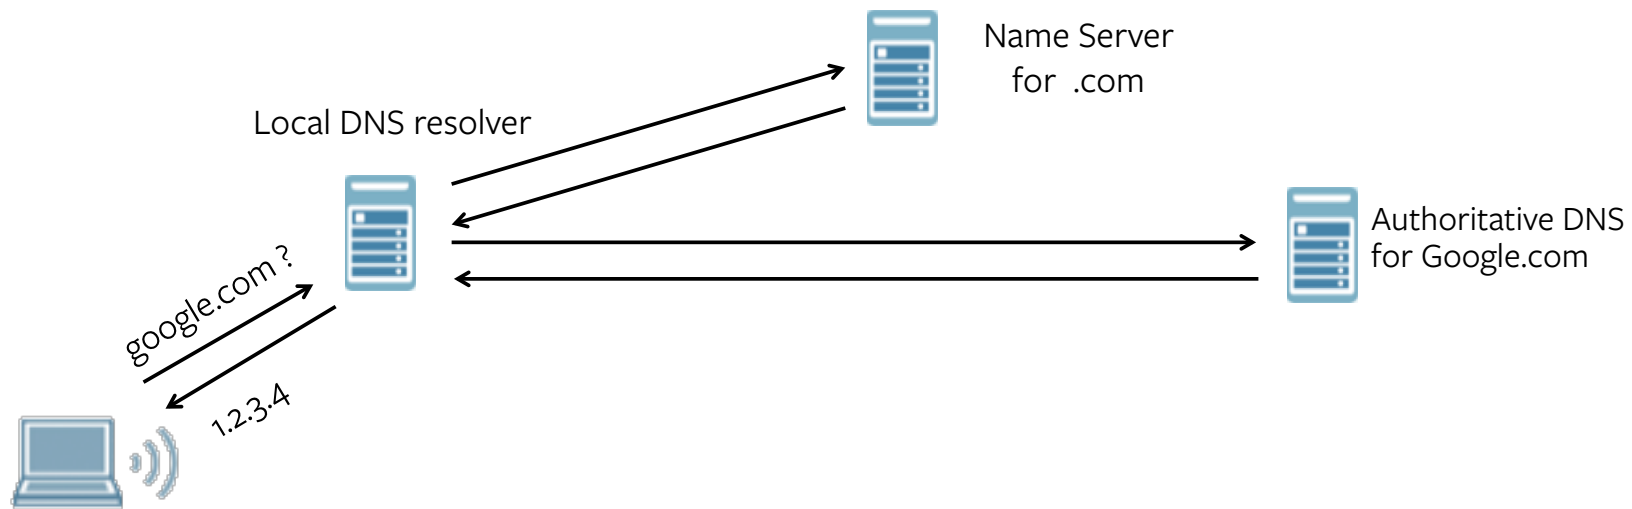 Name Server
for .com
Local DNS resolver
Authoritative DNS
for Google.com
google.com ?
1.2.3.4